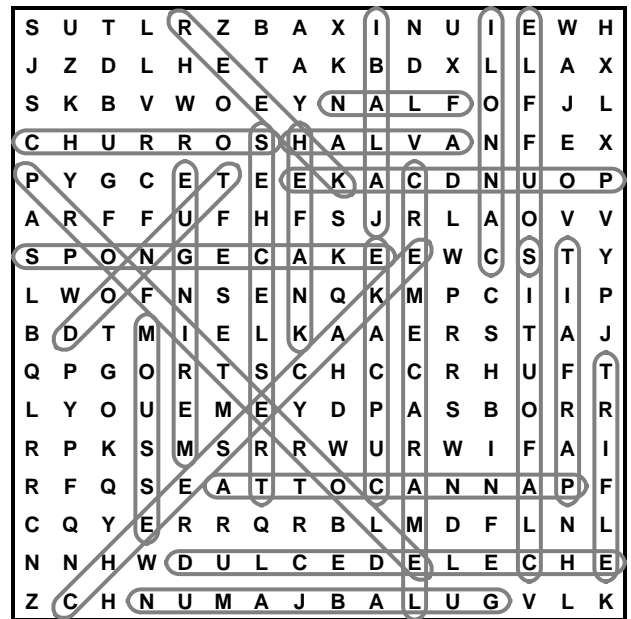 S U T L R Z B A X I N U I E W H
J Z D L H E T A K B D X L L A X
S K B V W O E Y N A L F O F J L
C H U R R O S H A L V A N F E X
P Y G C E T E E K A C D N U O P
A R F F U F H F S J R L A O V V
S P O N G E C A K E E W C S T Y
L W O F N S E N Q K M P C I I P
B D T M I E L K A A E R S T A J
Q P G O R T S C H C C R H U F T
L Y O U E M E Y D P A S B O R R
R P K S M S R R W U R W I F A I
R F Q S E A T T O C A N N A P F
C Q Y E R R Q R B L M D F L N L
N N H W D U L C E D E L E C H E
Z C H N U M A J B A L U G V L K